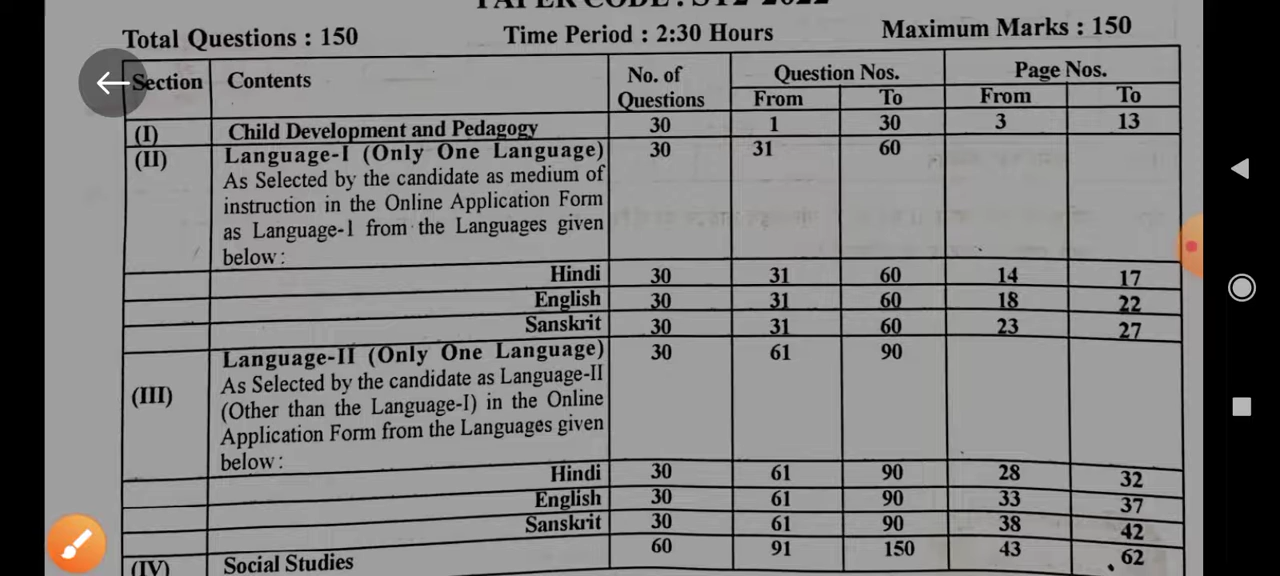 PAPER CODE : ST2-2022
Total Questions : 150 Time Period : 2:30 Hours Maximum Marks : 150
Section Contents No. of Questions Question Nos. From To Page Nos. From To
(I) Child Development and Pedagogy 30 1 30 3 13
(II) Language-I (Only One Language) 30 31 60
As Selected by the candidate as medium of
instruction in the Online Application Form
as Language-1 from the Languages given
below :
Hindi 30 31 60 14 17
English 30 31 60 18 22
Sanskrit 30 31 60 23 27
(III) Language-II (Only One Language) 30 61 90
As Selected by the candidate as Language-II
(Other than the Language-I) in the Online
Application Form from the Languages given
below :
Hindi 30 61 90 28 32
English 30 61 90 33 37
Sanskrit 30 61 90 38 42
(IV) Social Studies 60 91 150 43 62